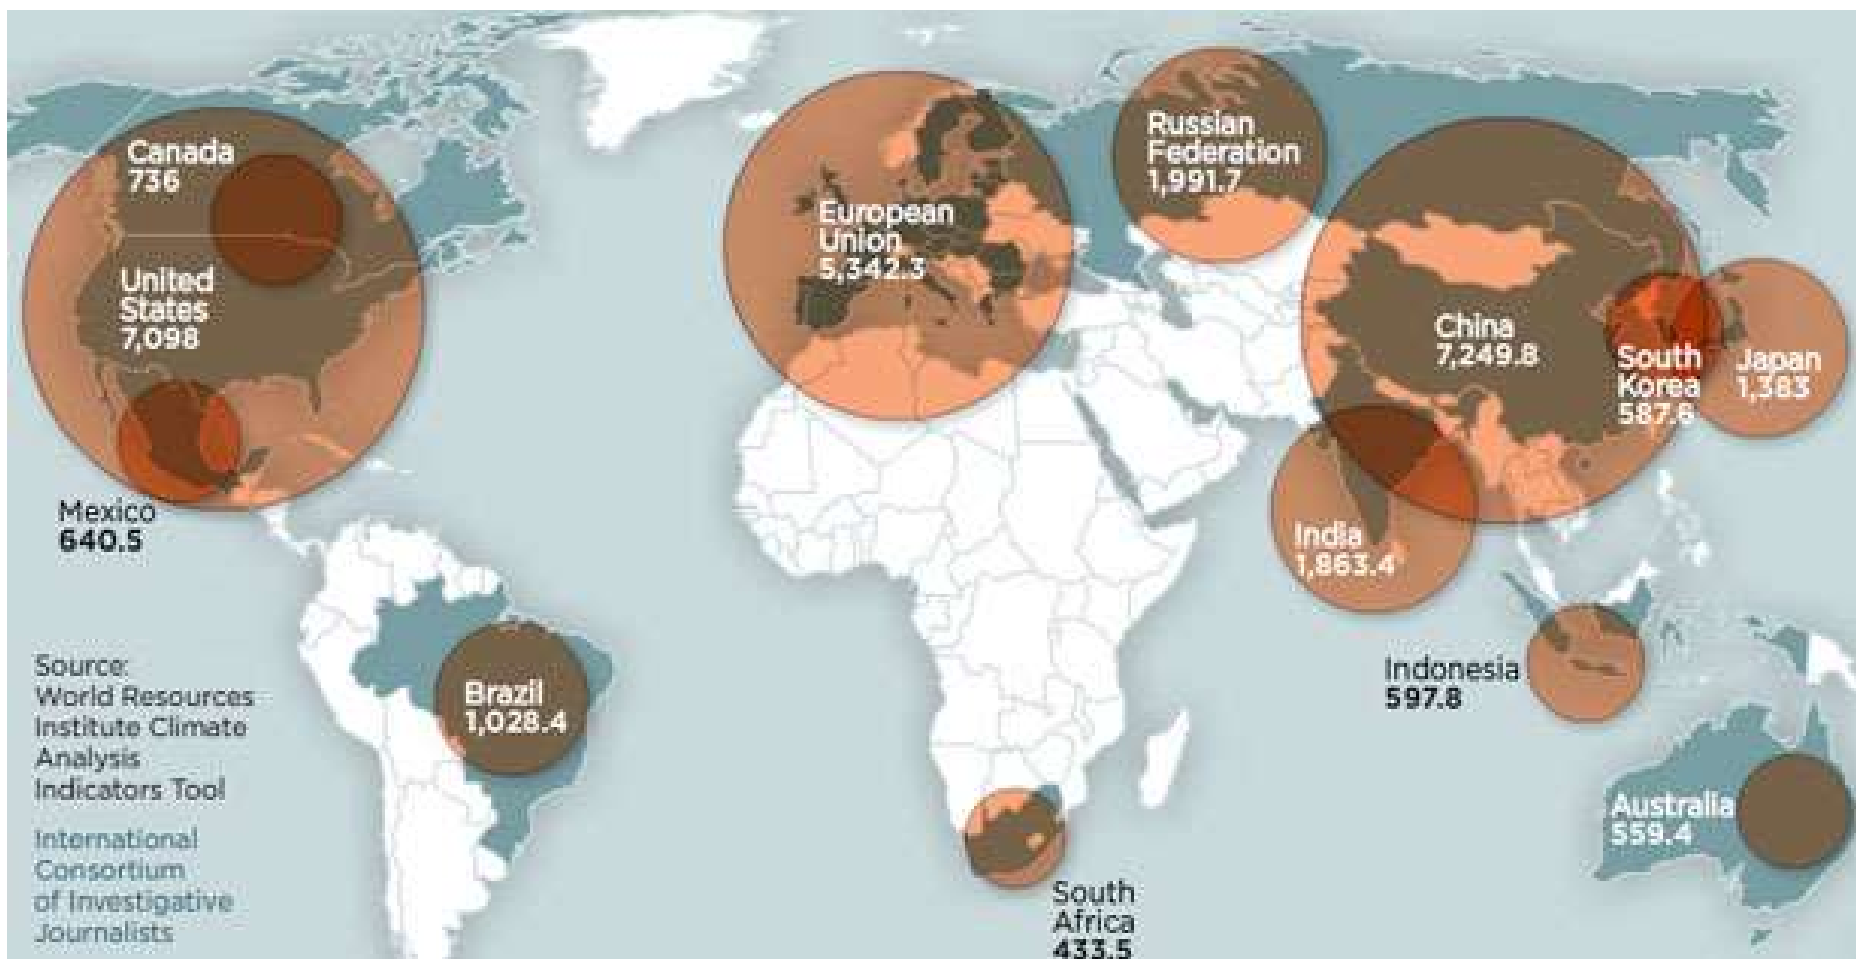 Canada
736
United
States
7,098
Mexico
640.5
Brazil
1,028.4
European
Union
5,342.3
Russian
Federation
1,991.7
China
7,249.8
South
Korea
587.8
Japan
1,383
India
1,863.4
Indonesia
597.8
Australia
559.4
South
Africa
433.5
Source:
World Resources
Institute Climate
Analysis
Indicators Tool
International
Consortium
of Investigative
Journalists